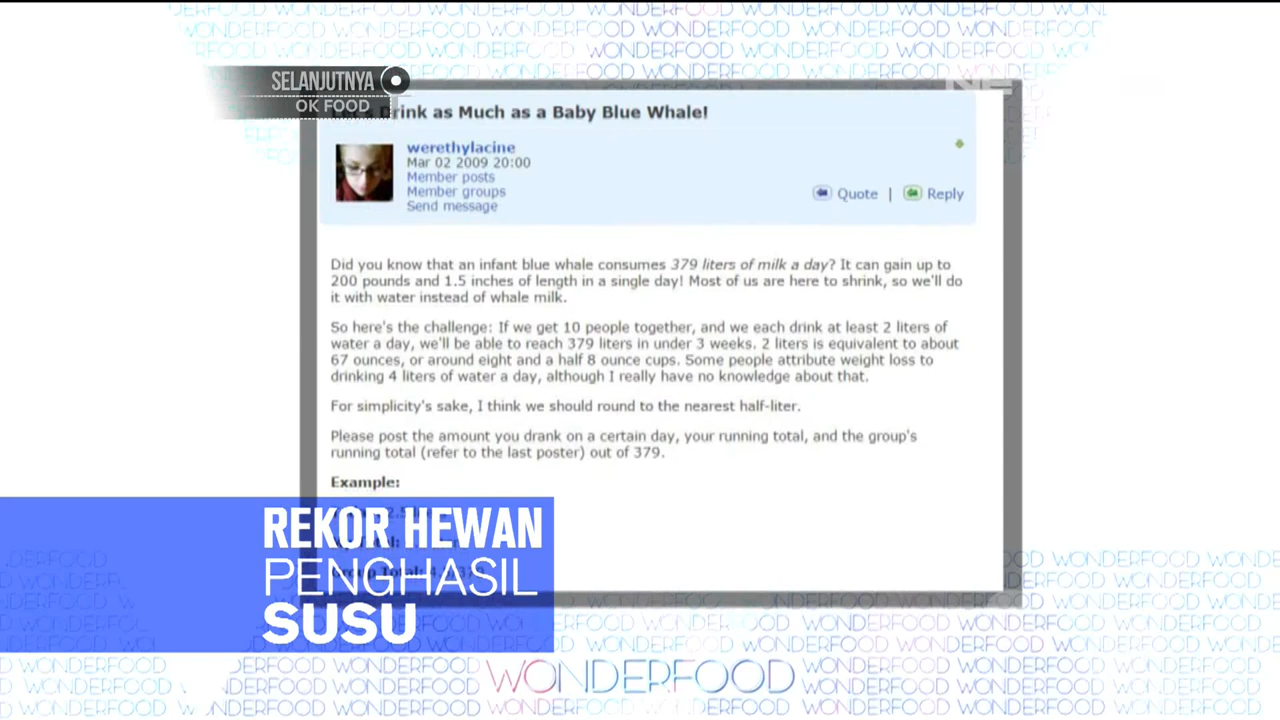 SELANJUTNYA
OK FOOD
NET
Drink as Much as a Baby Blue Whale!
werethylacine
Mar 02 2009 20:00
Member posts
Member groups
Send message
Quote | Reply
Did you know that an infant blue whale consumes 379 liters of milk a day? It can gain up to
200 pounds and 1.5 inches of length in a single day! Most of us are here to shrink, so we'll do
it with water instead of whale milk.
So here's the challenge: If we get 10 people together, and we each drink at least 2 liters of
water a day, we'll be able to reach 379 liters in under 3 weeks. 2 liters is equivalent to about
67 ounces, or around eight and a half 8 ounce cups. Some people attribute weight loss to
drinking 4 liters of water a day, although I really have no knowledge about that.
For simplicity's sake, I think we should round to the nearest half-liter.
Please post the amount you drank on a certain day, your running total, and the group's
running total (refer to the last poster) out of 379.
Example:
REKOR HEWAN
PENGHASIL
SUSU
WONDERFOOD